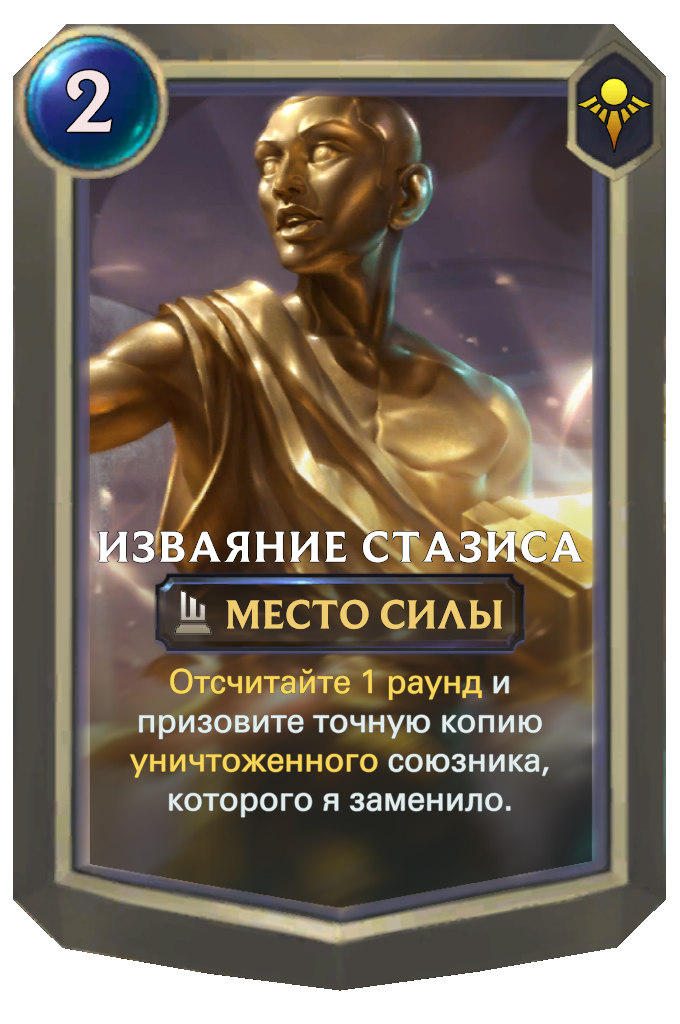 2
ИЗВАЯНИЕ СТАЗИСА
МЕСТО СИЛЫ
Отсчитайте 1 раунд и
призовите точную копию
уничтоженного союзника,
которого я заменило.